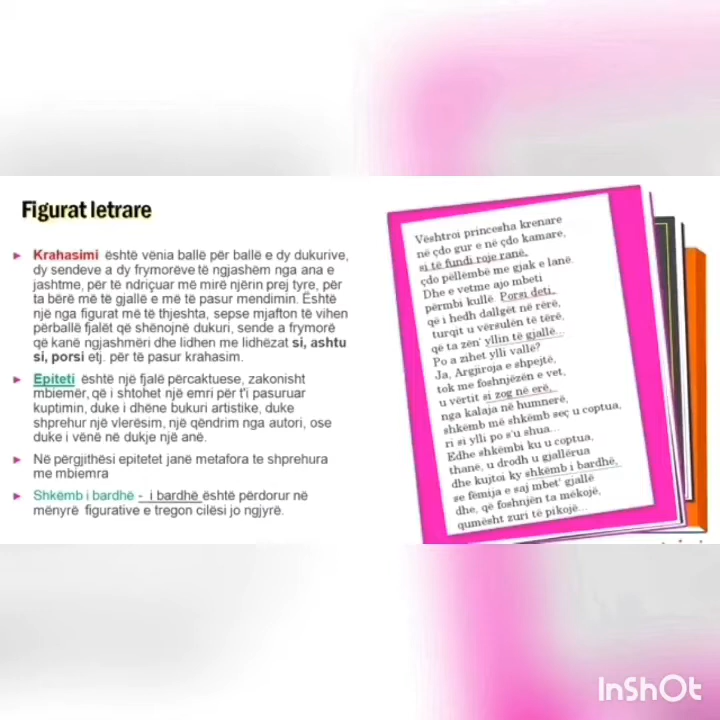 Figurat letrare
Krahasimi është vënia ballë për ballë e dy dukurive,
dy sendeve a dy frymorëve të ngjashëm nga ana e
jashtme, për të ndriçuar më mirë njërin prej tyre, për
ta bërë më të gjallë e më të pasur mendimin. Është
një nga figurat më të thjeshta, sepse mjafton të vihen
përballë fjalët që shënojnë dukuri, sende a frymorë
që kanë ngjashmëri dhe lidhen me lidhëzat si, ashtu
si, porsi etj. për të pasur krahasim.
Epiteti është një fjalë përcaktuese, zakonisht
mbiemër, që i shtohet një emri për t'i pasuruar
kuptimin, duke i dhëne bukuri artistike, duke
shprehur një vlerësim, një qëndrim nga autori, ose
duke i vënë në dukje një anë.
Në përgjithësi epitetet janë metafora te shprehura
me mbiemra
Shkëmb i bardhë - i bardhë është përdorur në
mënyrë figurative e tregon cilësi jo ngjyrë.
Vështroi princesha krenare
në çdo gur e në çdo kamare,
si të fundi roje ranë,
çdo pëllëmbë me gjak e lanë.
Dhe e vetme ajo mbeti
përmbi kullë. Porsi deti,
që i hedh dallgët në rërë,
turqit u vërsulën të tërë,
që ta zën' yllin të gjallë...
Po a zihet ylli vallë?
Ja, Argjiroja e shpejtë,
tok me foshnjëzën e vet,
u vërtit si zog në erë,
nga kalaja në humnerë,
shkëmb më shkëmb seç u coptua,
ri si ylli po s'u shua...
Edhe shkëmbi ku u coptua,
thanë, u drodh u gjallërua
dhe kujtoi ky shkëmb i bardhë,
se fëmija e saj mbet' gjallë
dhe, që foshnjën ta mëkojë,
qumësht zuri të pikojë...
InShOt